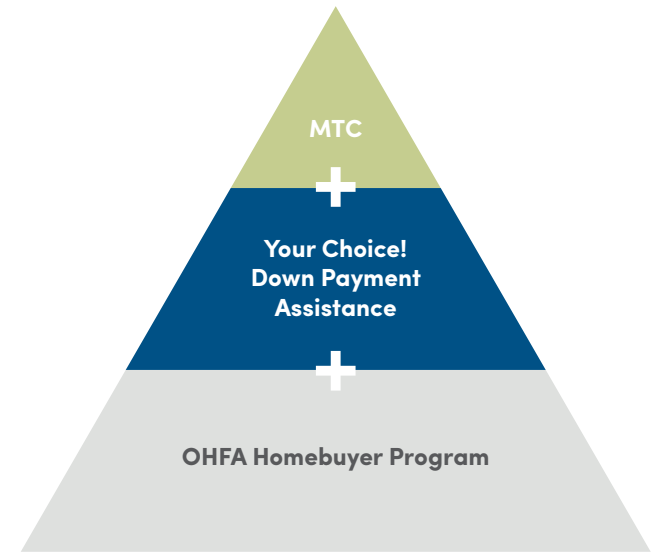 MTC
Your Choice!
Down Payment
Assistance
OHFA Homebuyer Program